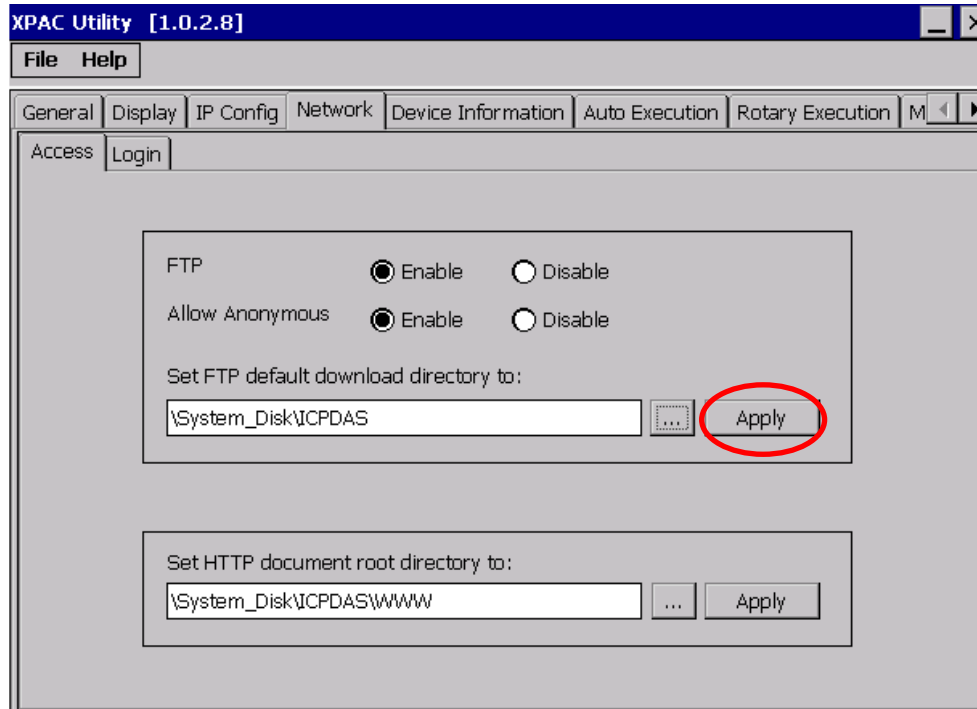 XPAC Utility [1.0.2.8]
File Help
General Display IP Config Network Device Information Auto Execution Rotary Execution M
Access Login
FTP Enable Disable
Allow Anonymous Enable Disable
Set FTP default download directory to:
\System_Disk\ICPDAS ... Apply
Set HTTP document root directory to:
\System_Disk\ICPDAS\WWW ... Apply